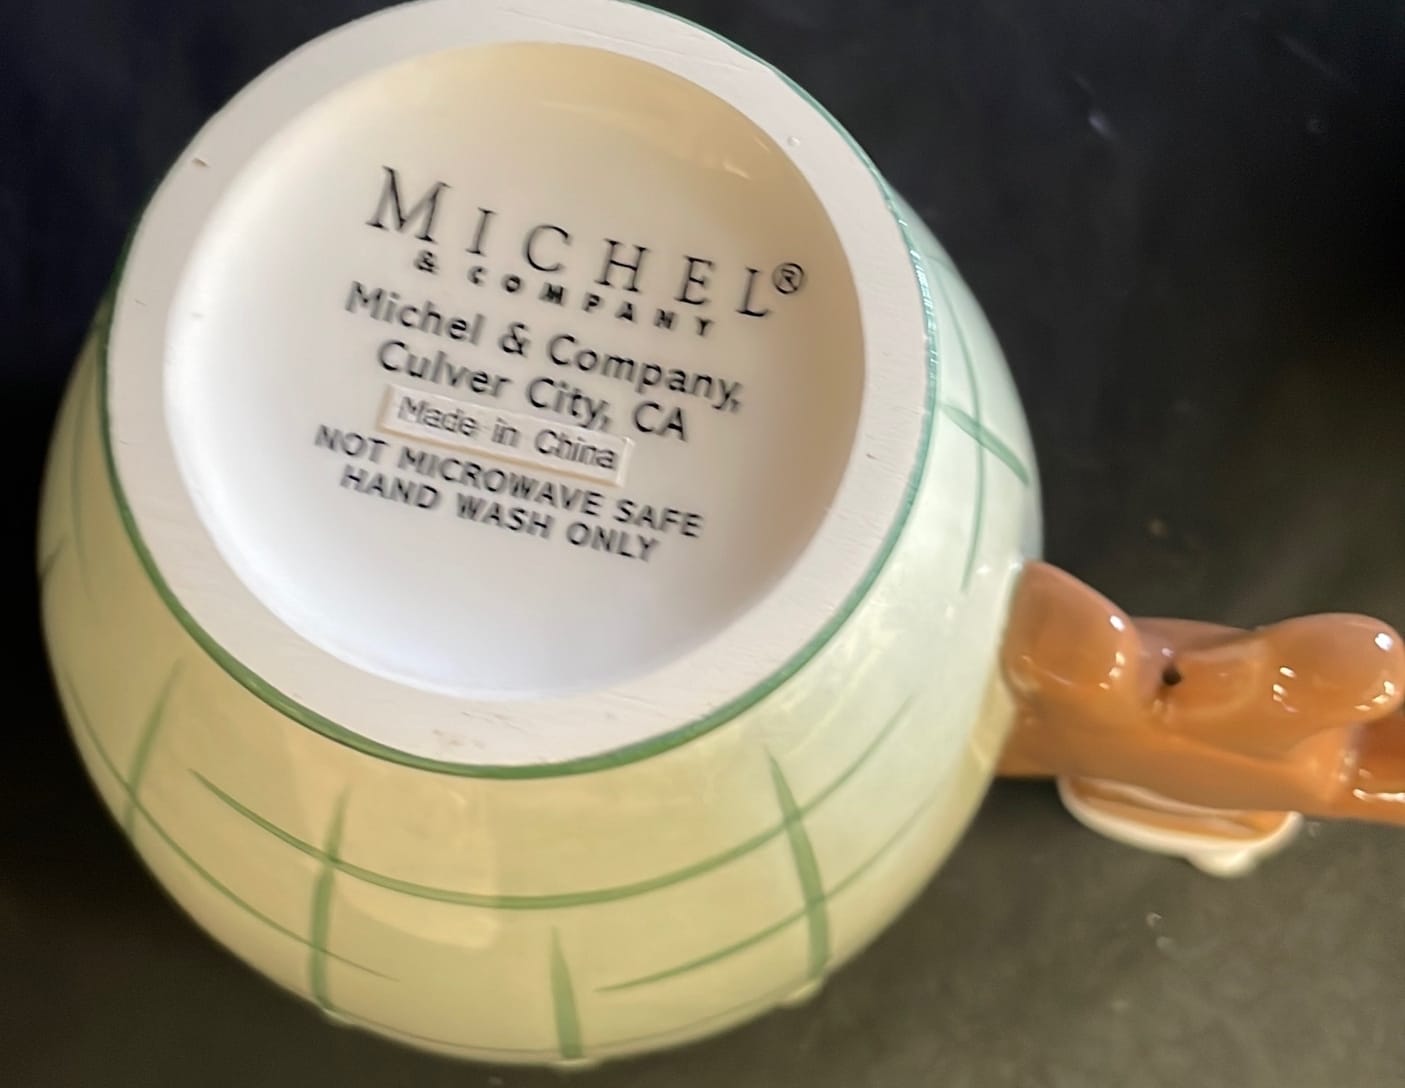 MICHEL®
& COMPANY
Michel & Company,
Culver City, CA
Made in China
NOT MICROWAVE SAFE
HAND WASH ONLY